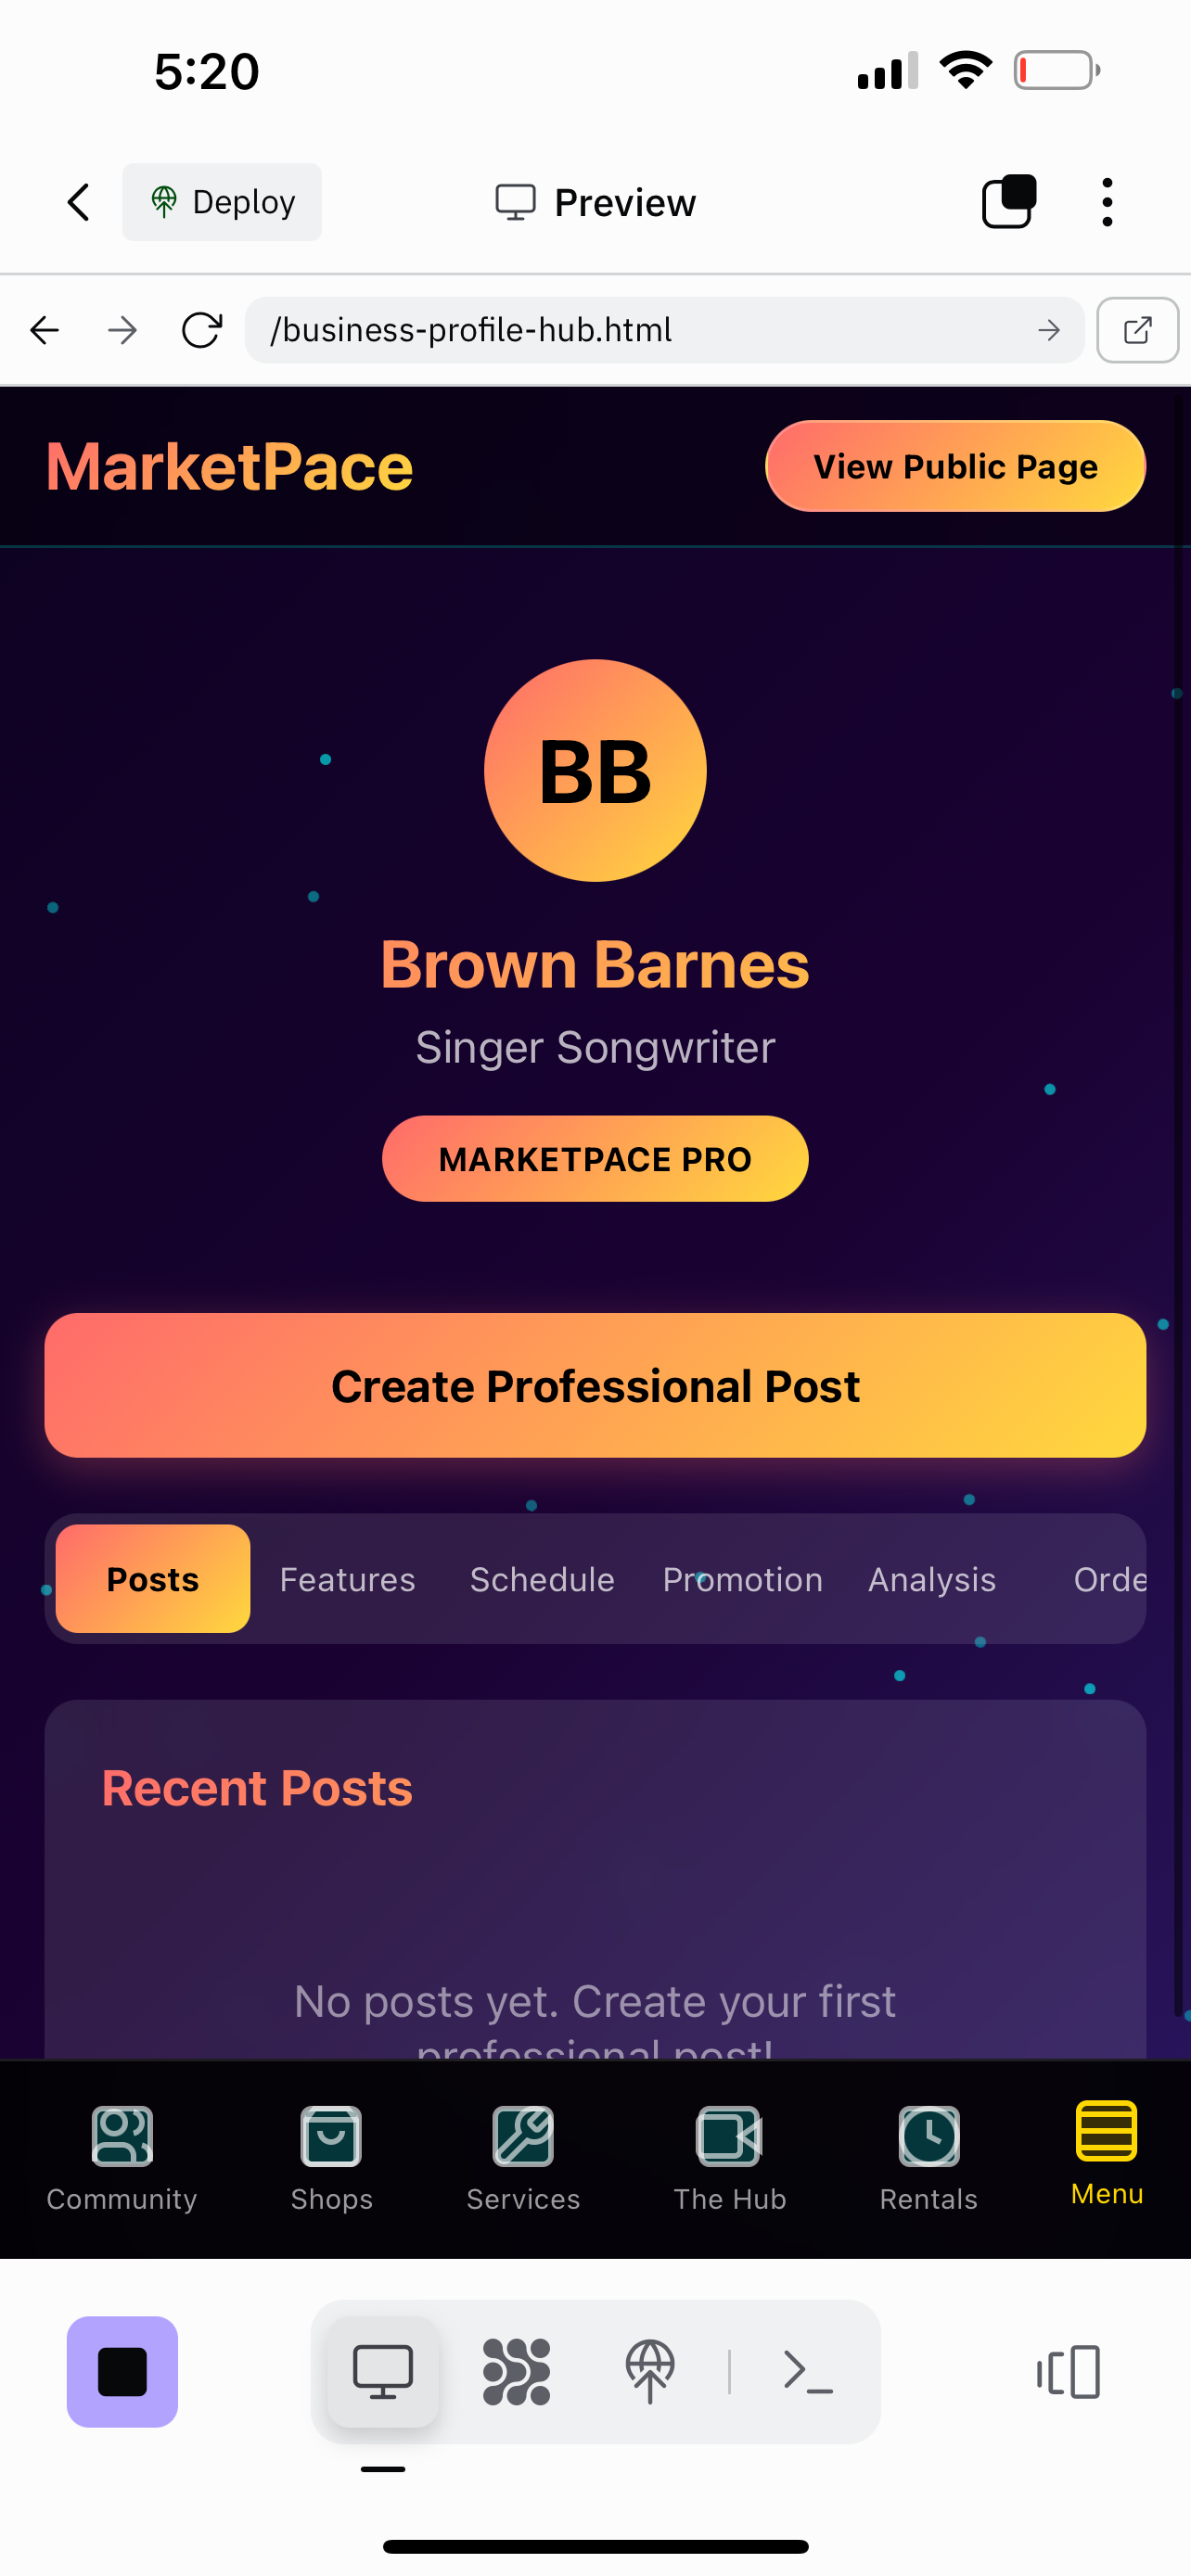 5:20
Deploy
Preview
/business-profile-hub.html
MarketPace
View Public Page
BB
Brown Barnes
Singer Songwriter
MARKETPACE PRO
Create Professional Post
Posts Features Schedule Promotion Analysis Orde
Recent Posts
No posts yet. Create your first
professional post!
Community Shops Services The Hub Rentals Menu